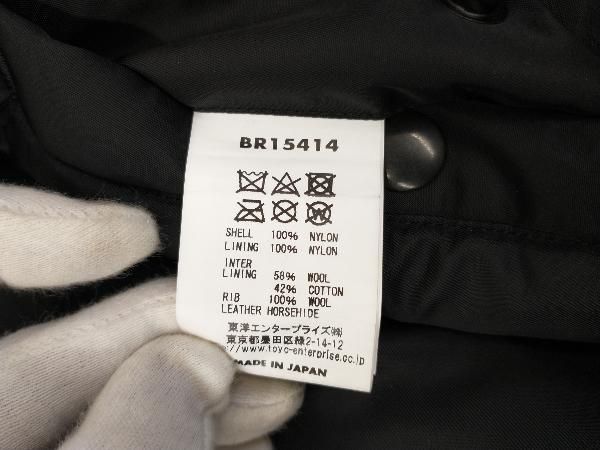 BR15414
SHELL 100% NYLON
LINING 100% NYLON
INTER
LINING 58% WOOL
42% COTTON
RIB 100% WOOL
LEATHER HORSEHIDE
東洋エンタープライズ㈱
東京都墨田区緑2-14-12
//www.toyo-enterprise.co.jp
MADE IN JAPAN